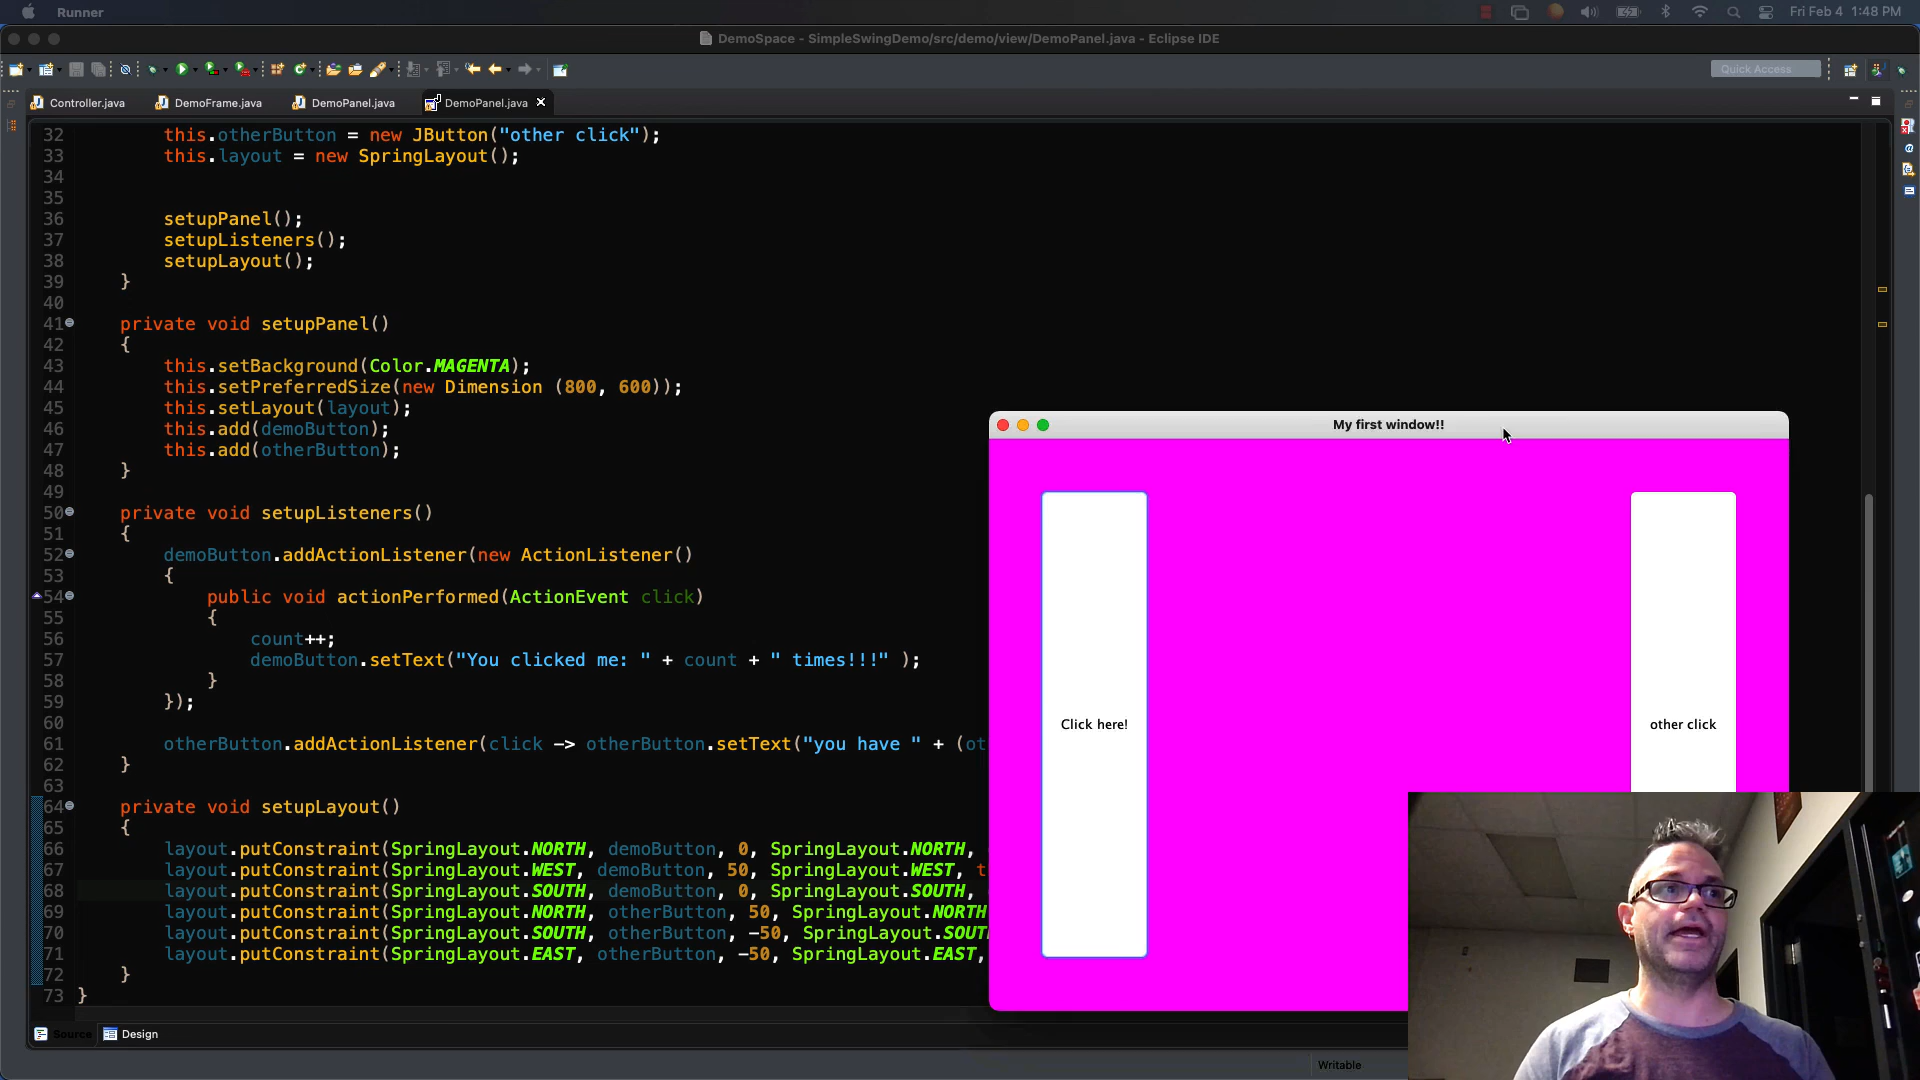 Runner
Fri Feb 4 1:48 PM
DemoSpace - SimpleSwingDemo/src/demo/view/DemoPanel.java - Eclipse IDE
Quick Access
Controller.java
DemoFrame.java
DemoPanel.java
DemoPanel.java
32 this.otherButton = new JButton("other click");
33 this.layout = new SpringLayout();
34
35
36 setupPanel();
37 setupListeners();
38 setupLayout();
39 }
40
41 private void setupPanel()
42 {
43 this.setBackground(Color.MAGENTA);
44 this.setPreferredSize(new Dimension (800, 600));
45 this.setLayout(layout);
46 this.add(demoButton);
47 this.add(otherButton);
48 }
49
50 private void setupListeners()
51 {
52 demoButton.addActionListener(new ActionListener()
53 {
54 public void actionPerformed(ActionEvent click)
55 {
56 count++;
57 demoButton.setText("You clicked me: " + count + " times!!!" );
58 }
59 });
60
61 otherButton.addActionListener(click -> otherButton.setText("you have " + (ot
62 }
63
64 private void setupLayout()
65 {
66 layout.putConstraint(SpringLayout.NORTH, demoButton, 0, SpringLayout.NORTH,
67 layout.putConstraint(SpringLayout.WEST, demoButton, 50, SpringLayout.WEST, t
68 layout.putConstraint(SpringLayout.SOUTH, demoButton, 0, SpringLayout.SOUTH,
69 layout.putConstraint(SpringLayout.NORTH, otherButton, 50, SpringLayout.NORTH
70 layout.putConstraint(SpringLayout.SOUTH, otherButton, -50, SpringLayout.SOUT
71 layout.putConstraint(SpringLayout.EAST, otherButton, -50, SpringLayout.EAST,
72 }
73 }
My first window!!
Click here!
other click
Source
Design
Writable